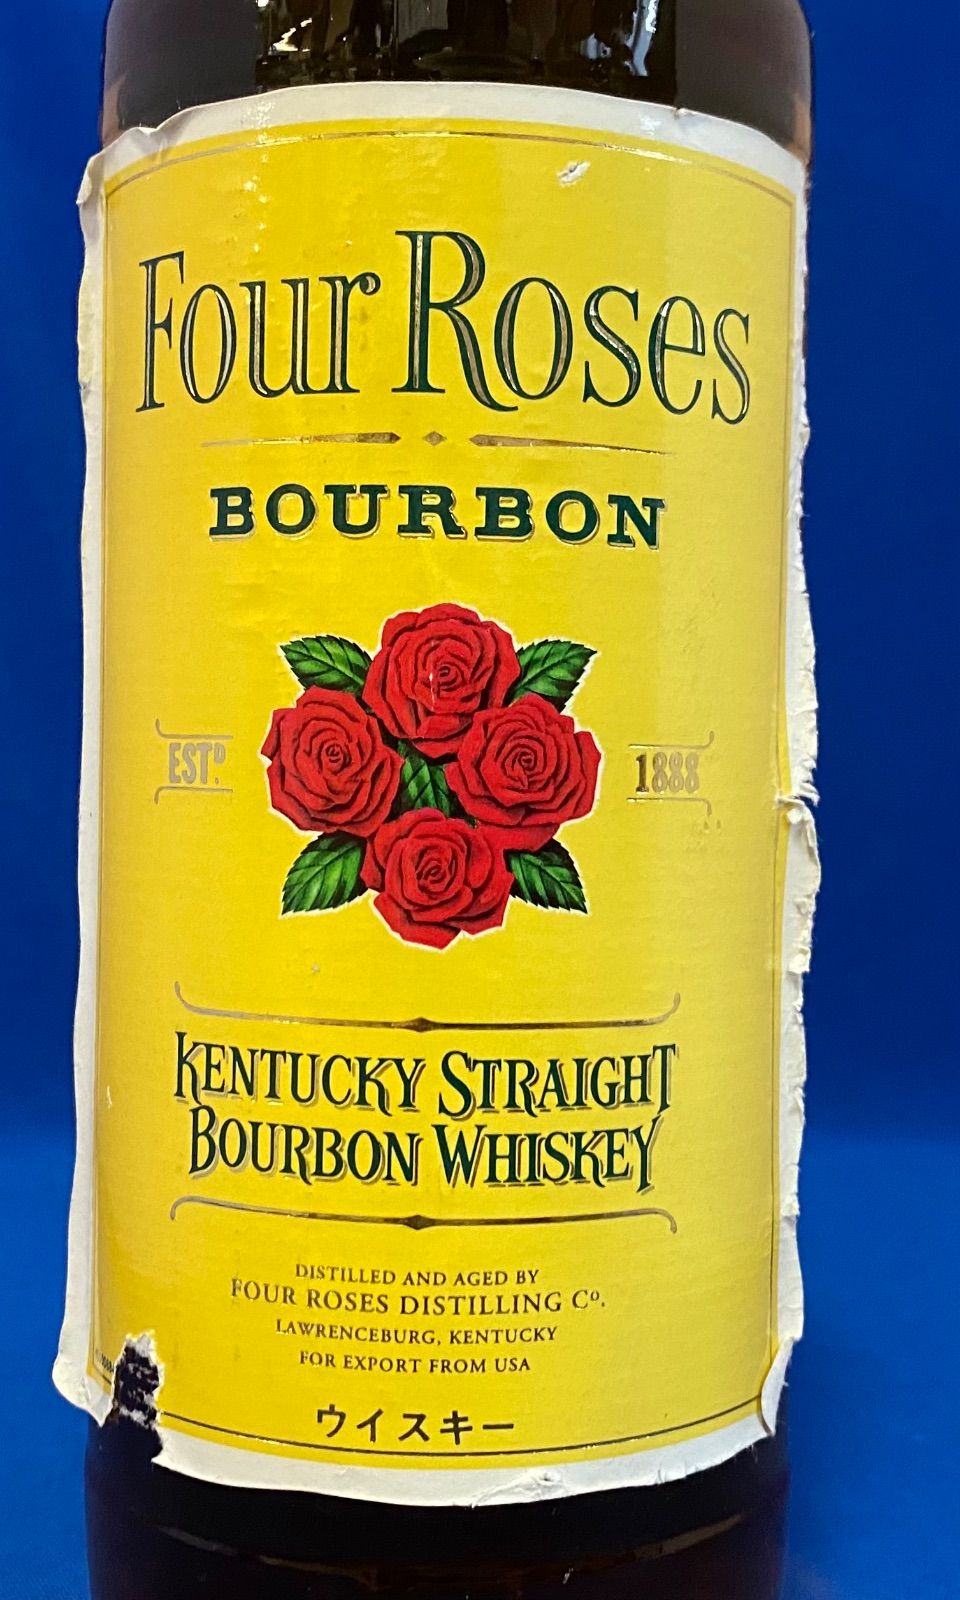 Four Roses
BOURBON
ESTD. 1888
KENTUCKY STRAIGHT
BOURBON WHISKEY
DISTILLED AND AGED BY
FOUR ROSES DISTILLING Co.
LAWRENCEBURG, KENTUCKY
FOR EXPORT FROM USA
ウイスキー